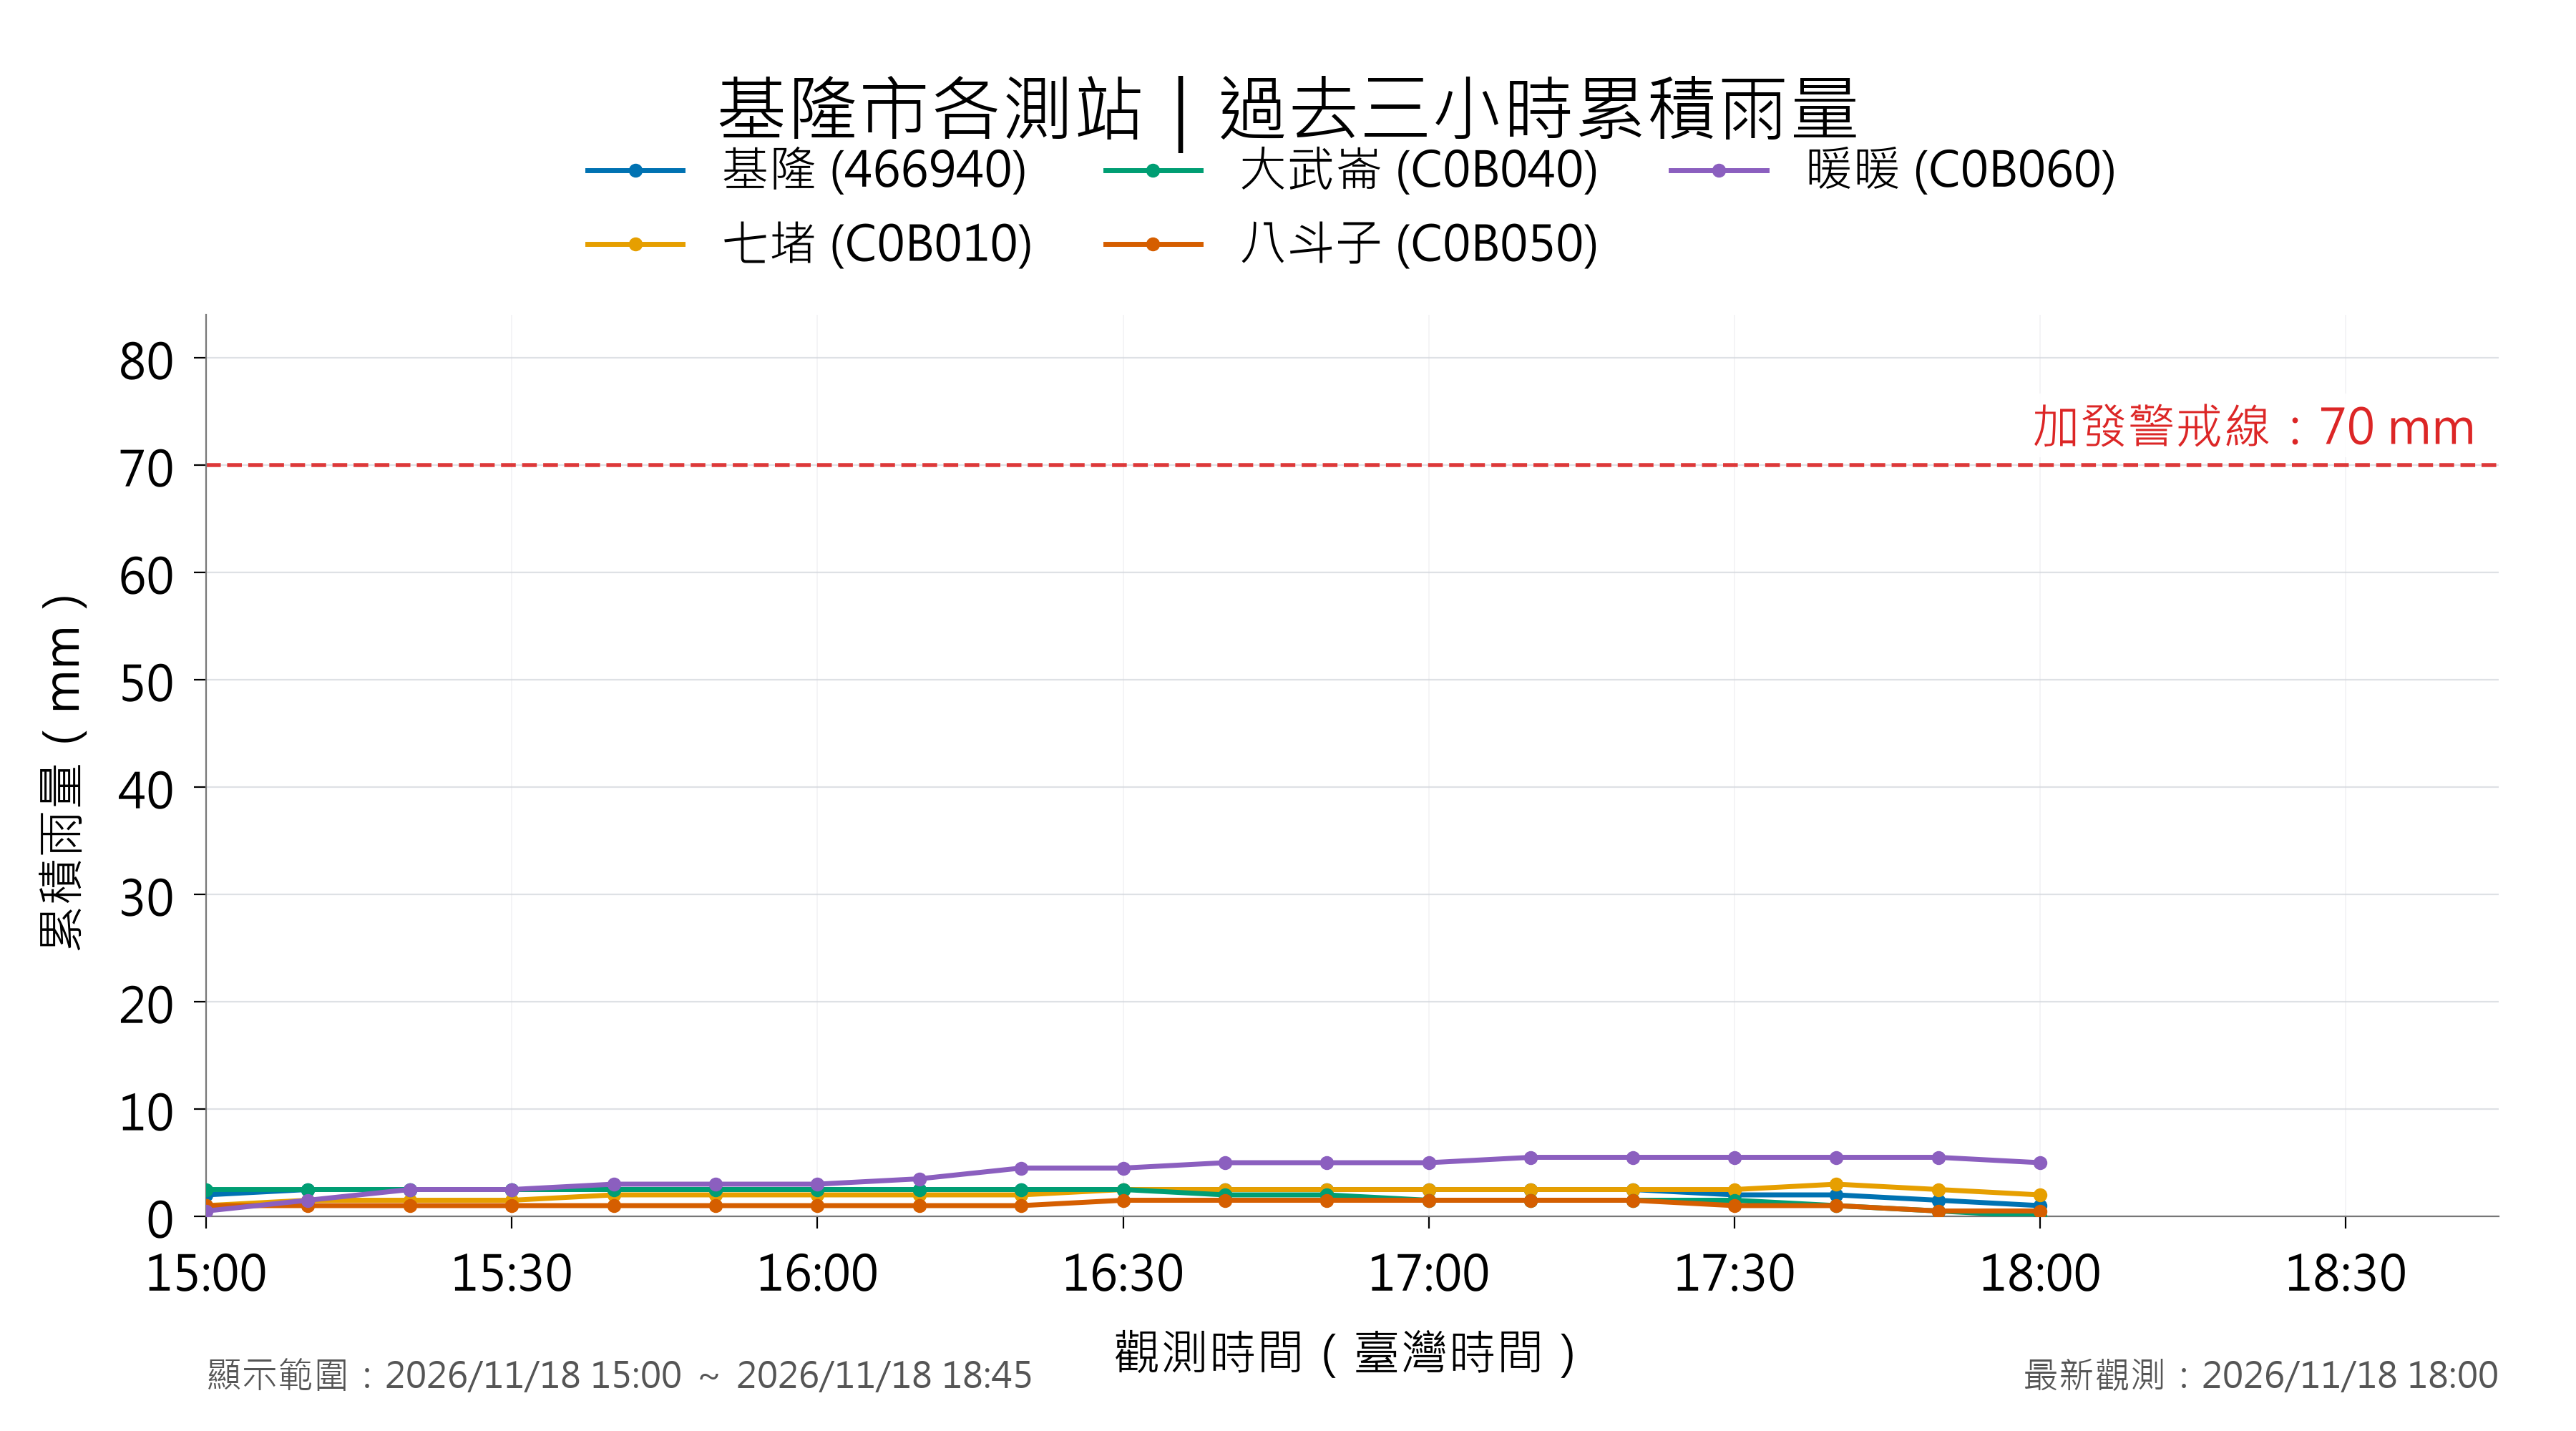 基隆市各測站｜過去三小時累積雨量
基隆 (466940)
大武崙 (C0B040)
暖暖 (C0B060)
七堵 (C0B010)
八斗子 (C0B050)
累積雨量（mm）
80
70
60
50
40
30
20
10
0
加發警戒線：70 mm
15:00
15:30
16:00
16:30
17:00
17:30
18:00
18:30
觀測時間（臺灣時間）
顯示範圍：2026/11/18 15:00 ~ 2026/11/18 18:45
最新觀測：2026/11/18 18:00